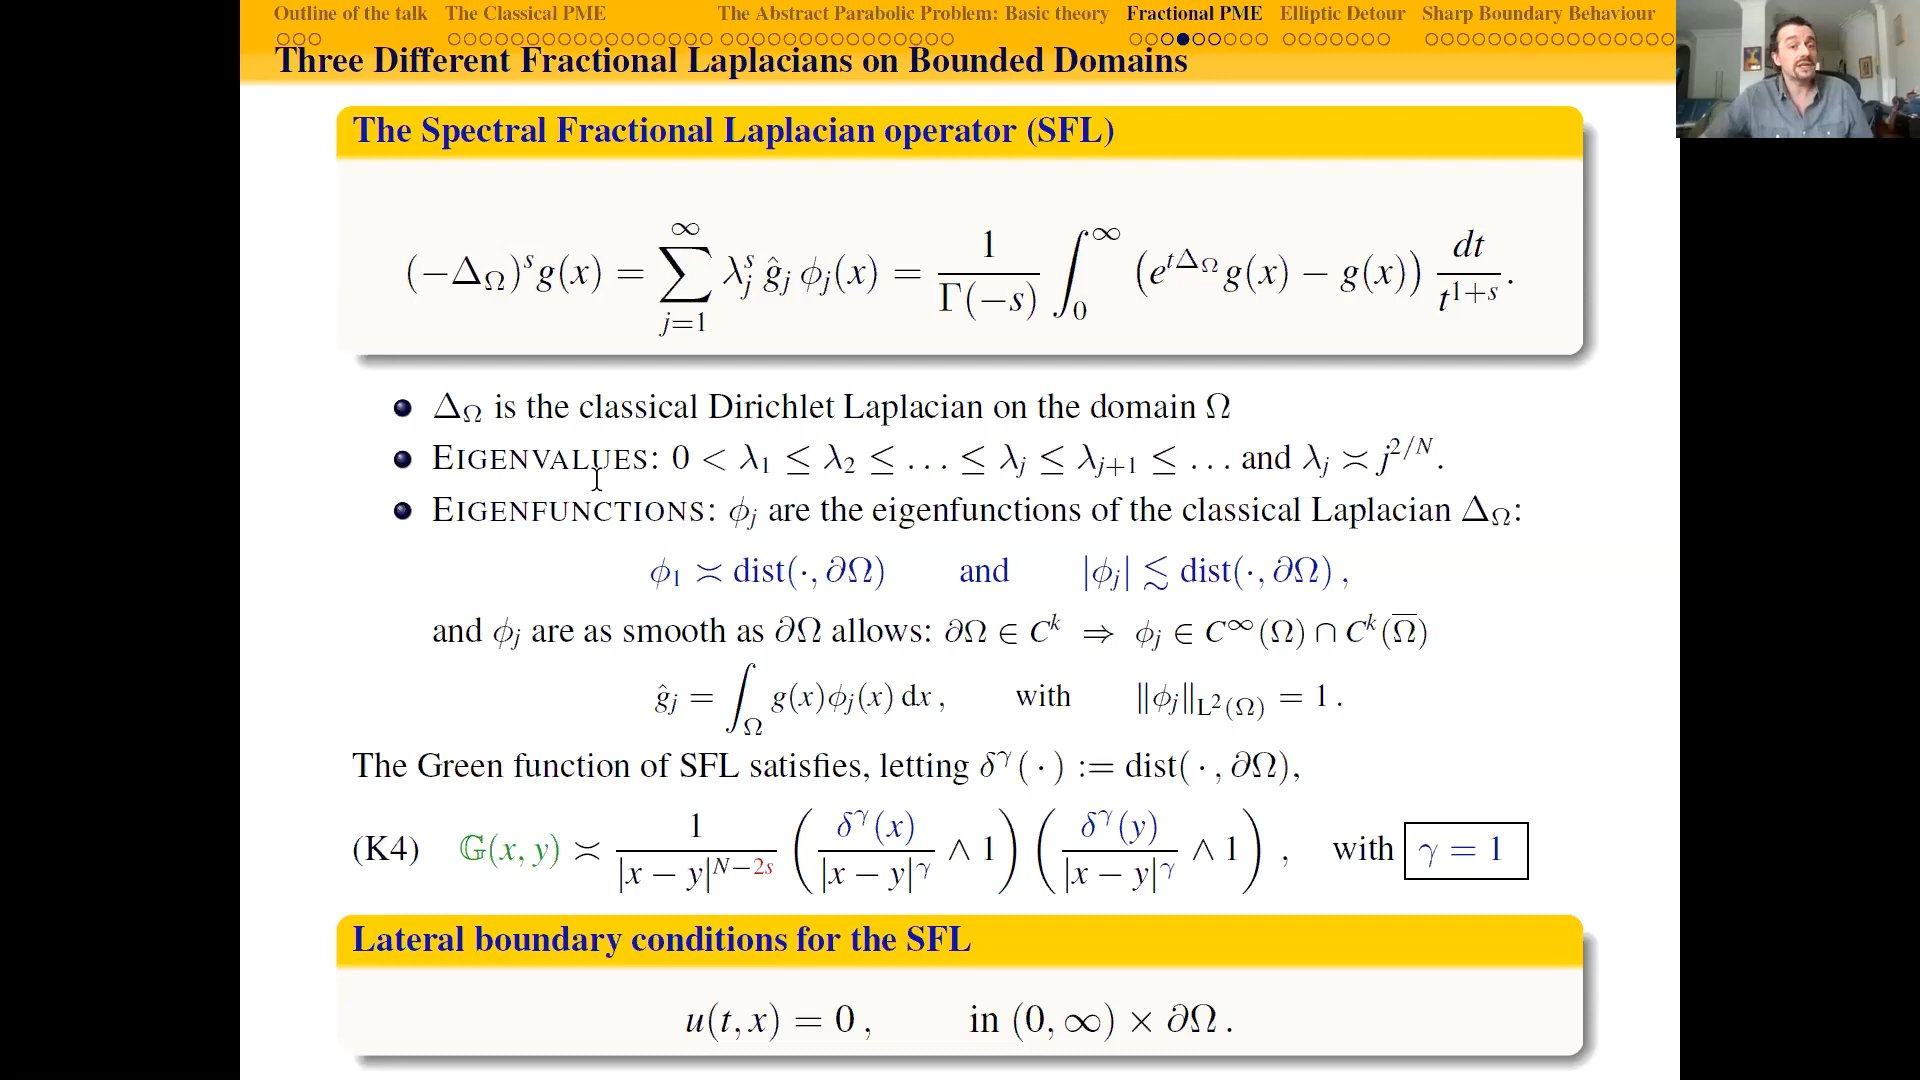 Outline of the talk The Classical PME The Abstract Parabolic Problem: Basic theory Fractional PME Elliptic Detour Sharp Boundary Behaviour
Three Different Fractional Laplacians on Bounded Domains
The Spectral Fractional Laplacian operator (SFL)
(−Δ_Ω)^s g(x) = ∑_{j=1}^{∞} λ_j^s ĝ_j ϕ_j(x) = 1/Γ(−s) ∫_0^∞ (e^{tΔ_Ω} g(x) − g(x)) dt/t^{1+s}.
Δ_Ω is the classical Dirichlet Laplacian on the domain Ω
EIGENVALUES: 0 < λ_1 ≤ λ_2 ≤ … ≤ λ_j ≤ λ_{j+1} ≤ … and λ_j ≍ j^{2/N}.
EIGENFUNCTIONS: ϕ_j are the eigenfunctions of the classical Laplacian Δ_Ω:
ϕ_1 ≍ dist(·, ∂Ω) and |ϕ_j| ≲ dist(·, ∂Ω),
and ϕ_j are as smooth as ∂Ω allows: ∂Ω ∈ C^k ⇒ ϕ_j ∈ C^∞(Ω) ∩ C^k(Ω̅)
ĝ_j = ∫_Ω g(x)ϕ_j(x) dx, with ‖ϕ_j‖_{L²(Ω)} = 1.
The Green function of SFL satisfies, letting δ^γ(·) := dist(·, ∂Ω),
(K4) 𝔾(x, y) ≍ 1/|x − y|^{N−2s} (δ^γ(x)/|x − y|^γ ∧ 1) (δ^γ(y)/|x − y|^γ ∧ 1), with γ = 1
Lateral boundary conditions for the SFL
u(t, x) = 0, in (0, ∞) × ∂Ω.